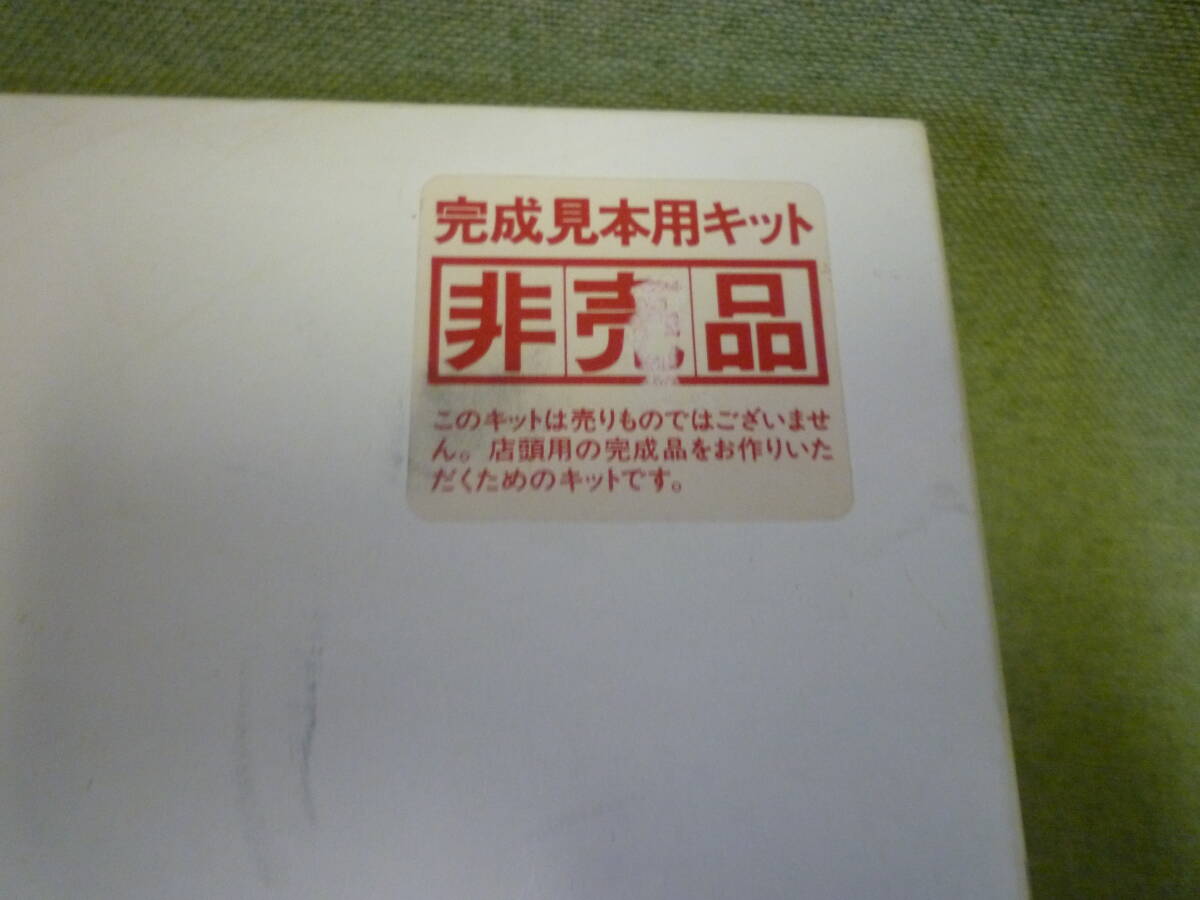 完成見本用キット
非売品
このキットは売りものではございませ
ん。店頭用の完成品をお作りいた
だくためのキットです。